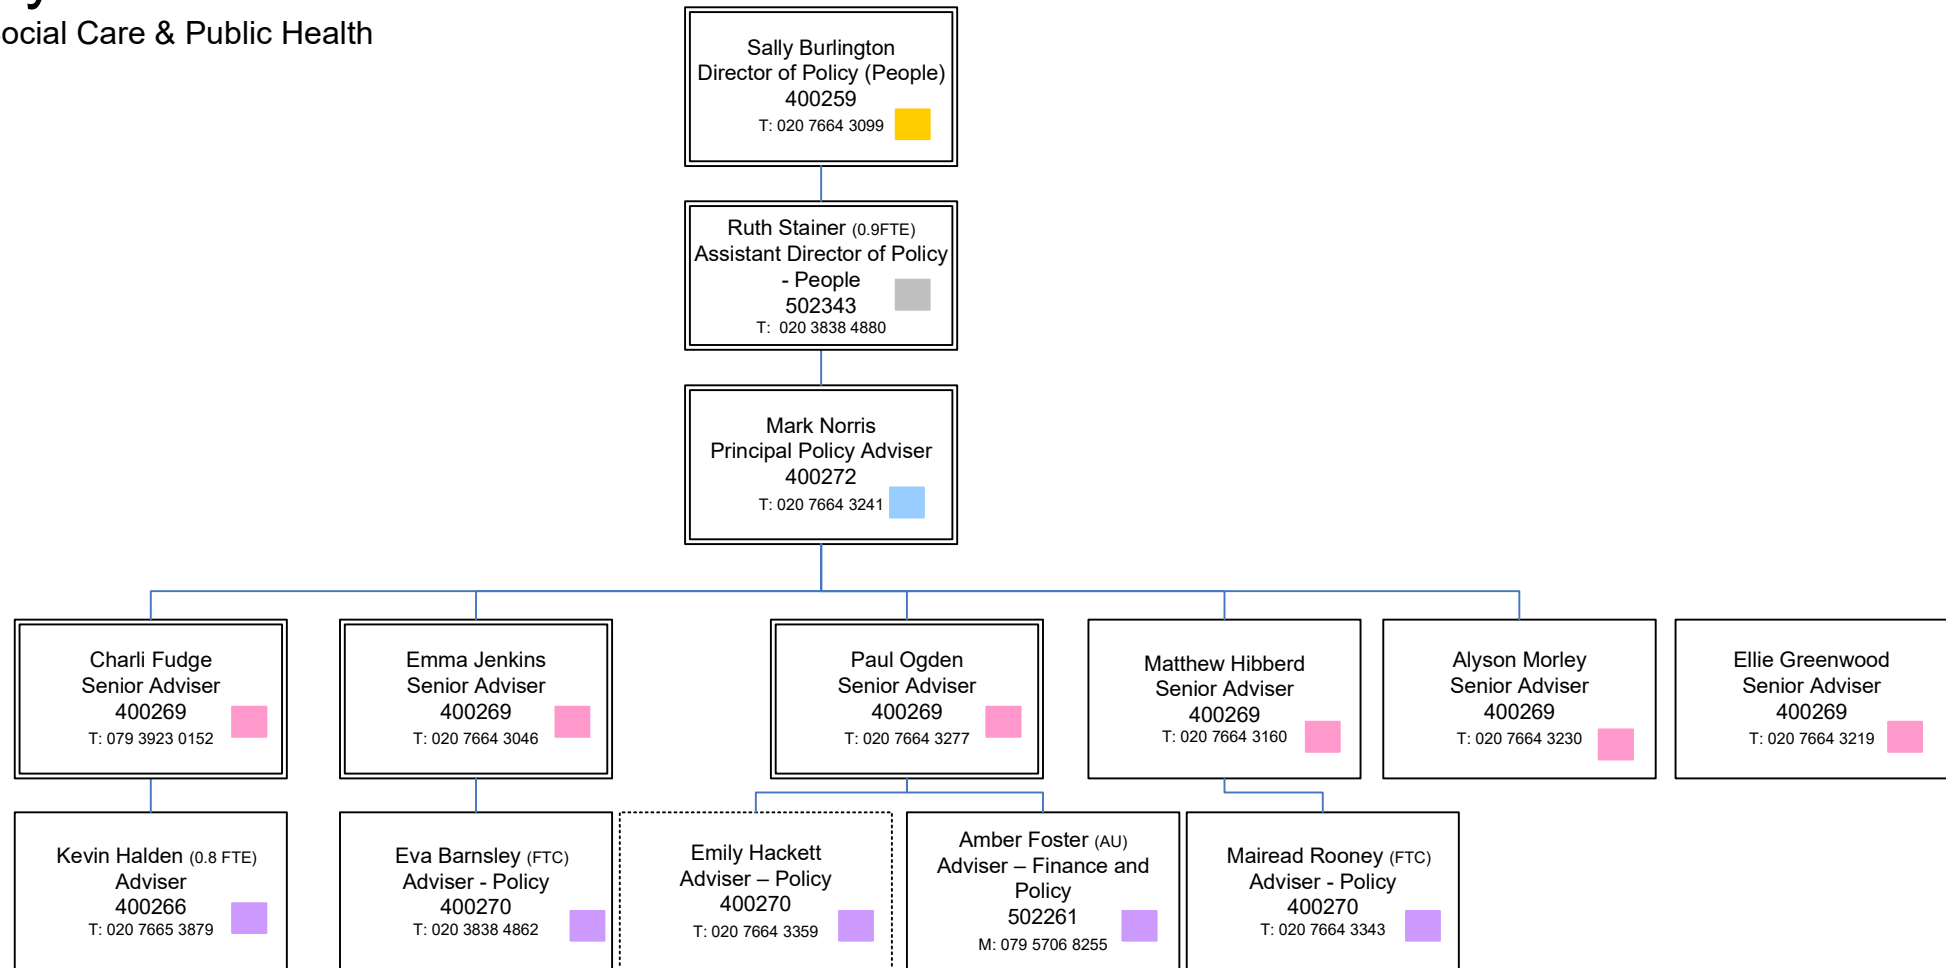 ocial Care & Public Health
Sally Burlington
Director of Policy (People)
400259
T: 020 7664 3099
Ruth Stainer (0.9FTE)
Assistant Director of Policy
- People
502343
T: 020 3838 4880
Mark Norris
Principal Policy Adviser
400272
T: 020 7664 3241
Charli Fudge
Senior Adviser
400269
T: 079 3923 0152
Emma Jenkins
Senior Adviser
400269
T: 020 7664 3046
Paul Ogden
Senior Adviser
400269
T: 020 7664 3277
Matthew Hibberd
Senior Adviser
400269
T: 020 7664 3160
Alyson Morley
Senior Adviser
400269
T: 020 7664 3230
Ellie Greenwood
Senior Adviser
400269
T: 020 7664 3219
Kevin Halden (0.8 FTE)
Adviser
400266
T: 020 7665 3879
Eva Barnsley (FTC)
Adviser - Policy
400270
T: 020 3838 4862
Emily Hackett
Adviser – Policy
400270
T: 020 7664 3359
Amber Foster (AU)
Adviser – Finance and
Policy
502261
M: 079 5706 8255
Mairead Rooney (FTC)
Adviser - Policy
400270
T: 020 7664 3343